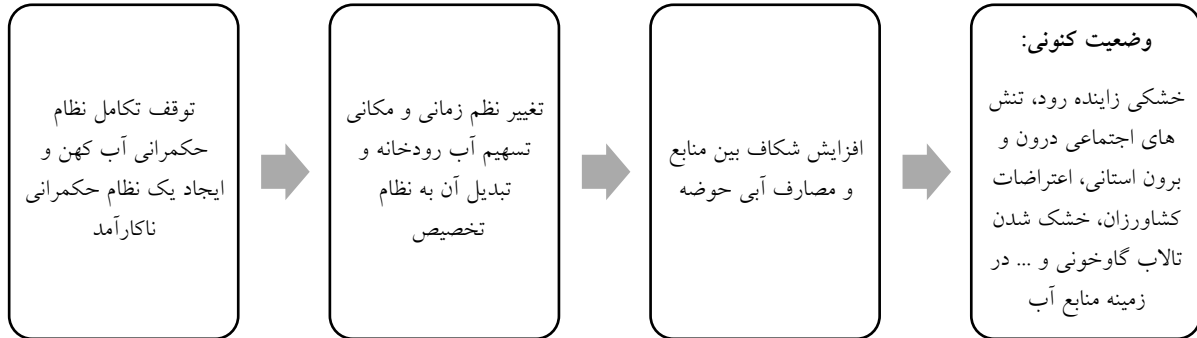 توقف تکامل نظام
حکمرانی آب کهن و
ایجاد یک نظام حکمرانی
ناکارآمد
تغییر نظم زمانی و مکانی
تسهیم آب رودخانه و
تبدیل آن به نظام
تخصیص
افزایش شکاف بین منابع
و مصارف آبی حوضه
وضعیت کنونی:
خشکی زاینده رود، تنش
های اجتماعی درون و
برون استانی، اعتراضات
کشاورزان، خشک شدن
تالاب گاوخونی و ... در
زمینه منابع آب